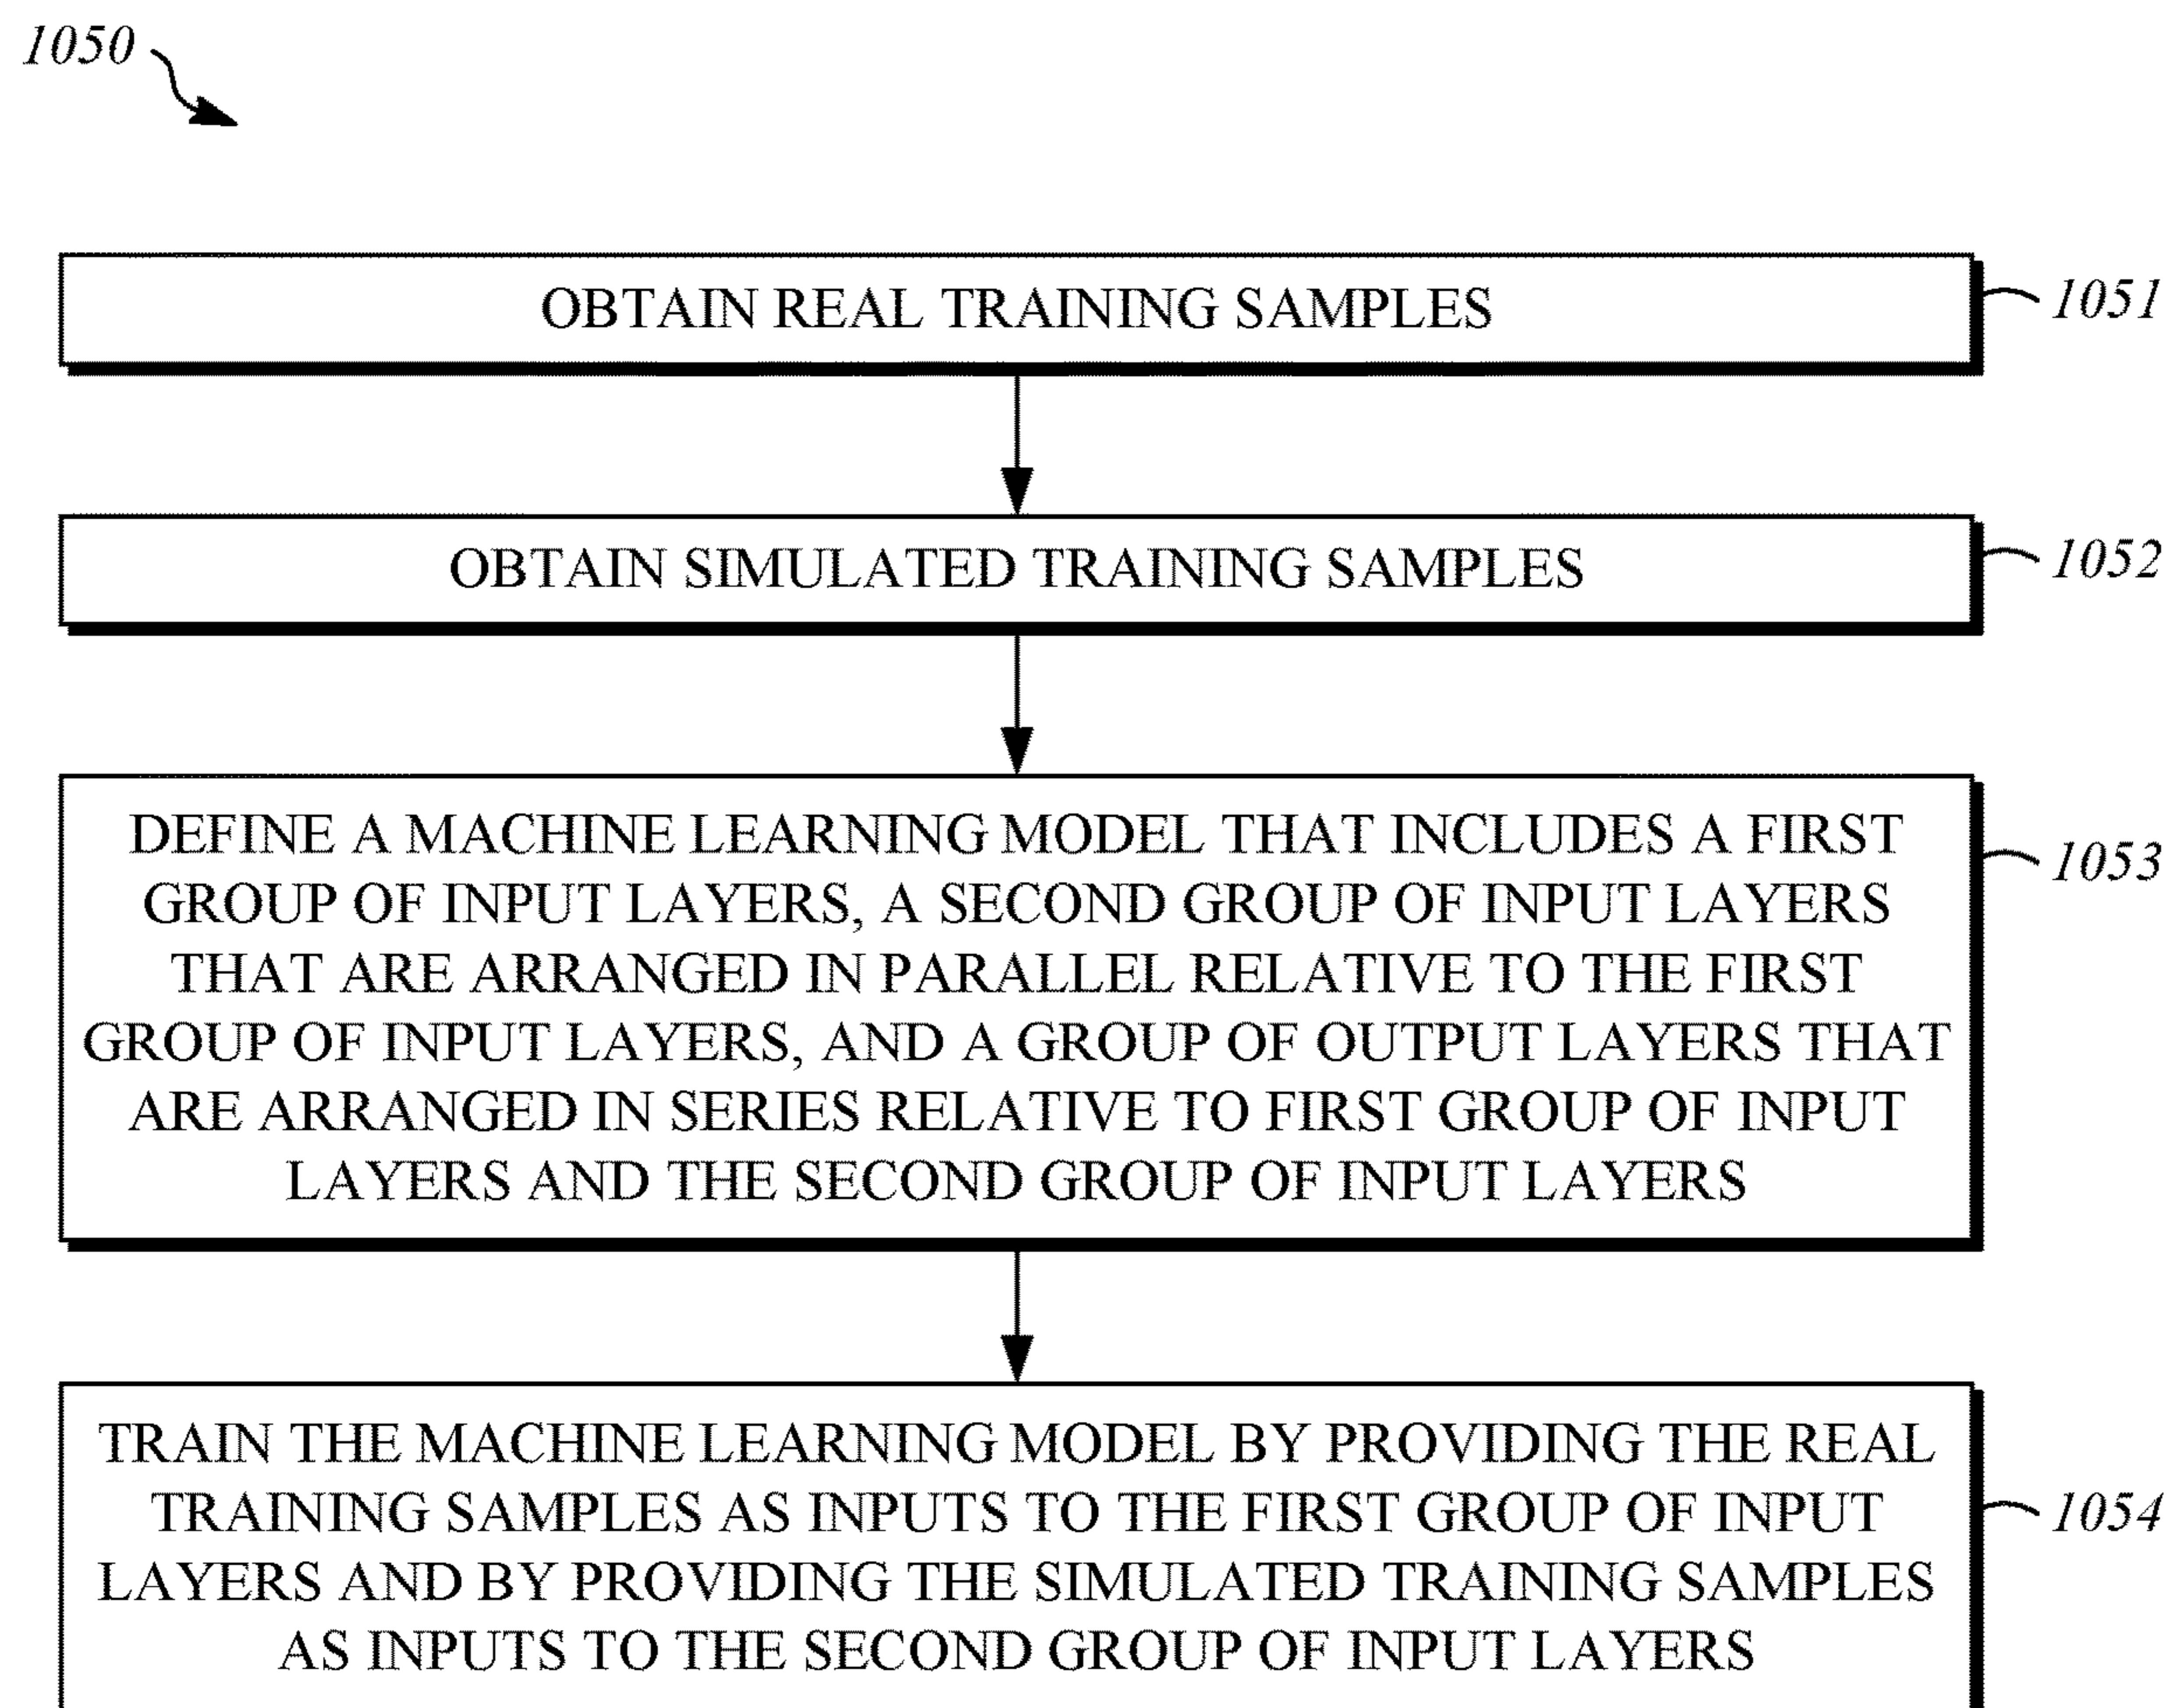 1050
OBTAIN REAL TRAINING SAMPLES
1051
OBTAIN SIMULATED TRAINING SAMPLES
1052
DEFINE A MACHINE LEARNING MODEL THAT INCLUDES A FIRST
GROUP OF INPUT LAYERS, A SECOND GROUP OF INPUT LAYERS
THAT ARE ARRANGED IN PARALLEL RELATIVE TO THE FIRST
GROUP OF INPUT LAYERS, AND A GROUP OF OUTPUT LAYERS THAT
ARE ARRANGED IN SERIES RELATIVE TO FIRST GROUP OF INPUT
LAYERS AND THE SECOND GROUP OF INPUT LAYERS
1053
TRAIN THE MACHINE LEARNING MODEL BY PROVIDING THE REAL
TRAINING SAMPLES AS INPUTS TO THE FIRST GROUP OF INPUT
LAYERS AND BY PROVIDING THE SIMULATED TRAINING SAMPLES
AS INPUTS TO THE SECOND GROUP OF INPUT LAYERS
1054